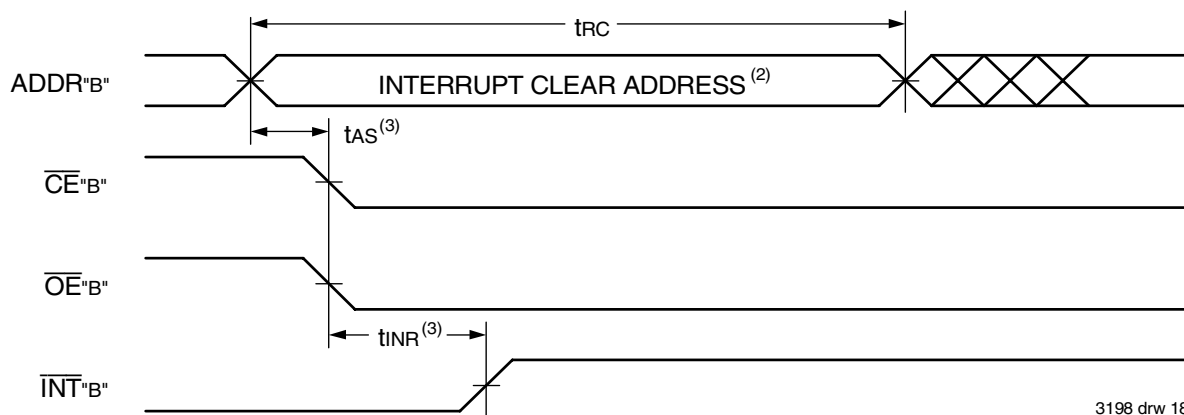 tRC
ADDR"B" INTERRUPT CLEAR ADDRESS (2)
tAS(3)
CE"B"
OE"B"
tINR(3)
INT"B"
3198 drw 18